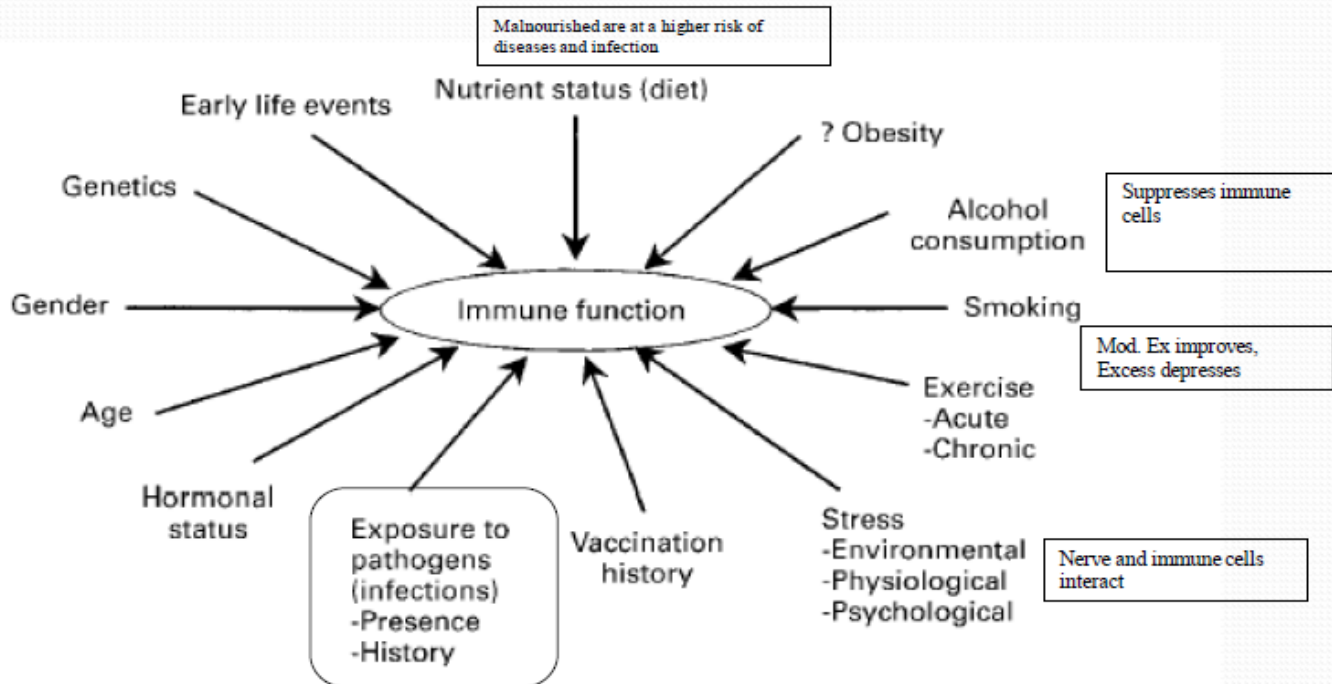 Malnourished are at a higher risk of
diseases and infection
Nutrient status (diet)
Early life events
? Obesity
Genetics
Alcohol
consumption
Suppresses immune
cells
Gender
Immune function
Smoking
Mod. Ex improves,
Excess depresses
Age
Exercise
-Acute
-Chronic
Hormonal
status
Exposure to
pathogens
(infections)
-Presence
-History
Vaccination
history
Stress
-Environmental
-Physiological
-Psychological
Nerve and immune cells
interact